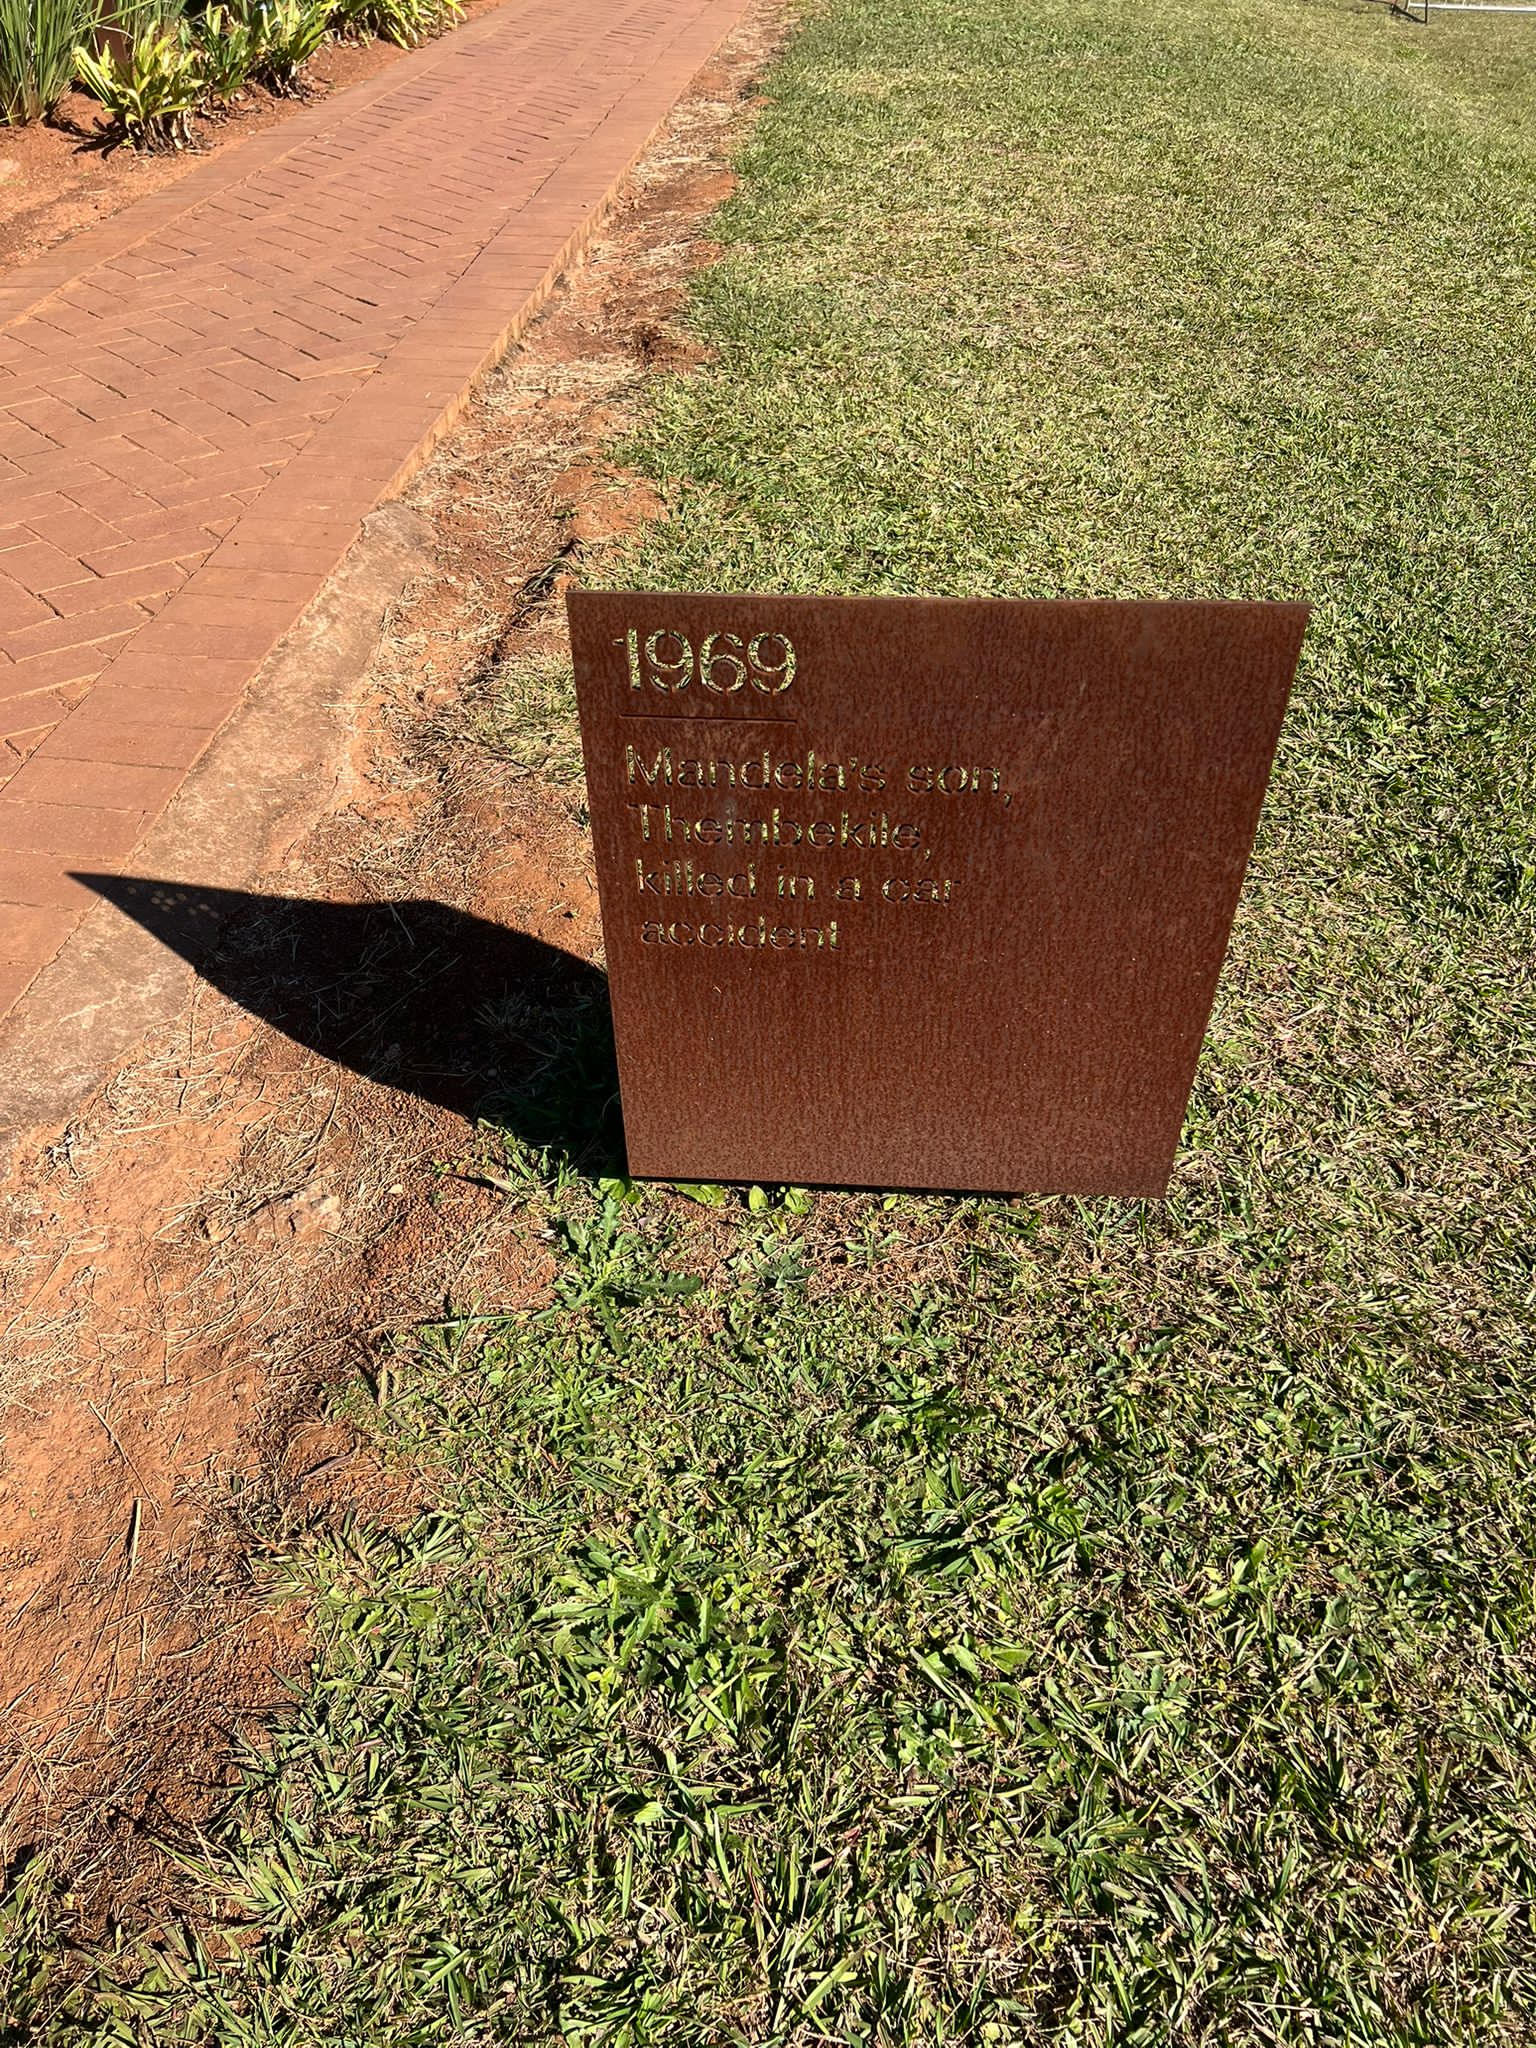 1969
Mandela's son,
Thembekile,
killed in a car
accident